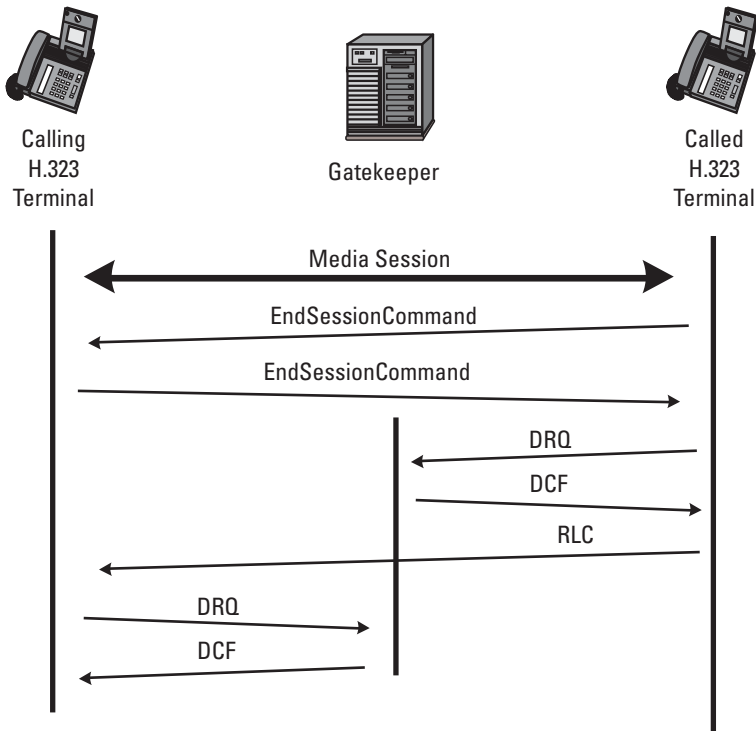 Calling
H.323
Terminal
Gatekeeper
Called
H.323
Terminal
Media Session
EndSessionCommand
EndSessionCommand
DRQ
DCF
RLC
DRQ
DCF